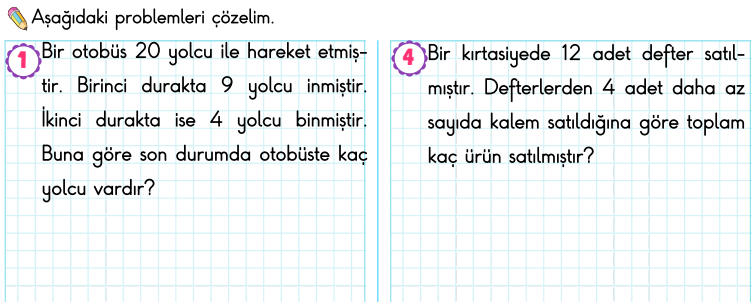 Aşağıdaki problemleri çözelim.
1
Bir otobüs 20 yolcu ile hareket etmiş-
tir. Birinci durakta 9 yolcu inmiştir.
İkinci durakta ise 4 yolcu binmiştir.
Buna göre son durumda otobüste kaç
yolcu vardır?
4
Bir kırtasiyede 12 adet defter satıl-
mıştır. Defterlerden 4 adet daha az
sayıda kalem satıldığına göre toplam
kaç ürün satılmıştır?